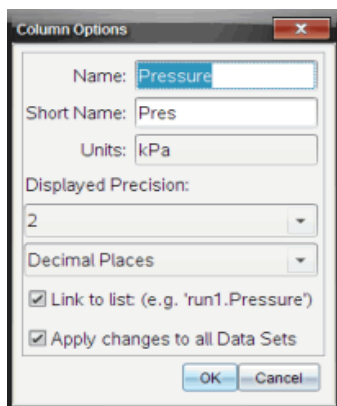 Column Options
Name: Pressure
Short Name: Pres
Units: kPa
Displayed Precision:
2
Decimal Places
Link to list: (e.g. 'run1.Pressure')
Apply changes to all Data Sets
OK Cancel